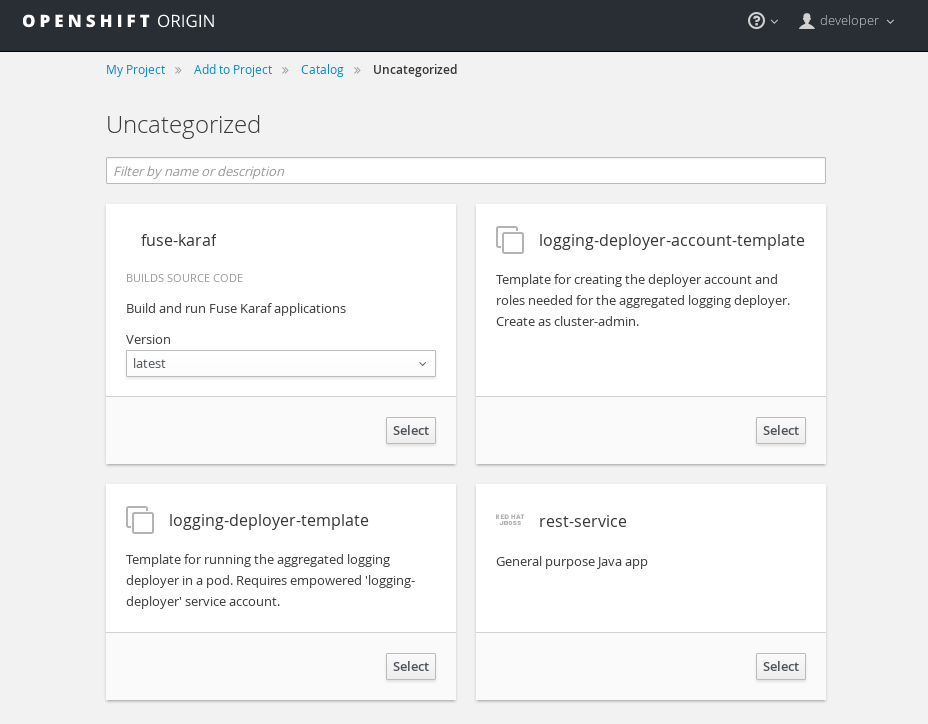 OPENSHIFT ORIGIN
developer
My Project » Add to Project » Catalog » Uncategorized
Uncategorized
Filter by name or description
fuse-karaf
BUILDS SOURCE CODE
Build and run Fuse Karaf applications
Version
latest
Select
logging-deployer-account-template
Template for creating the deployer account and
roles needed for the aggregated logging deployer.
Create as cluster-admin.
Select
logging-deployer-template
Template for running the aggregated logging
deployer in a pod. Requires empowered 'logging-
deployer' service account.
Select
RED HAT
JBOSS
rest-service
General purpose Java app
Select